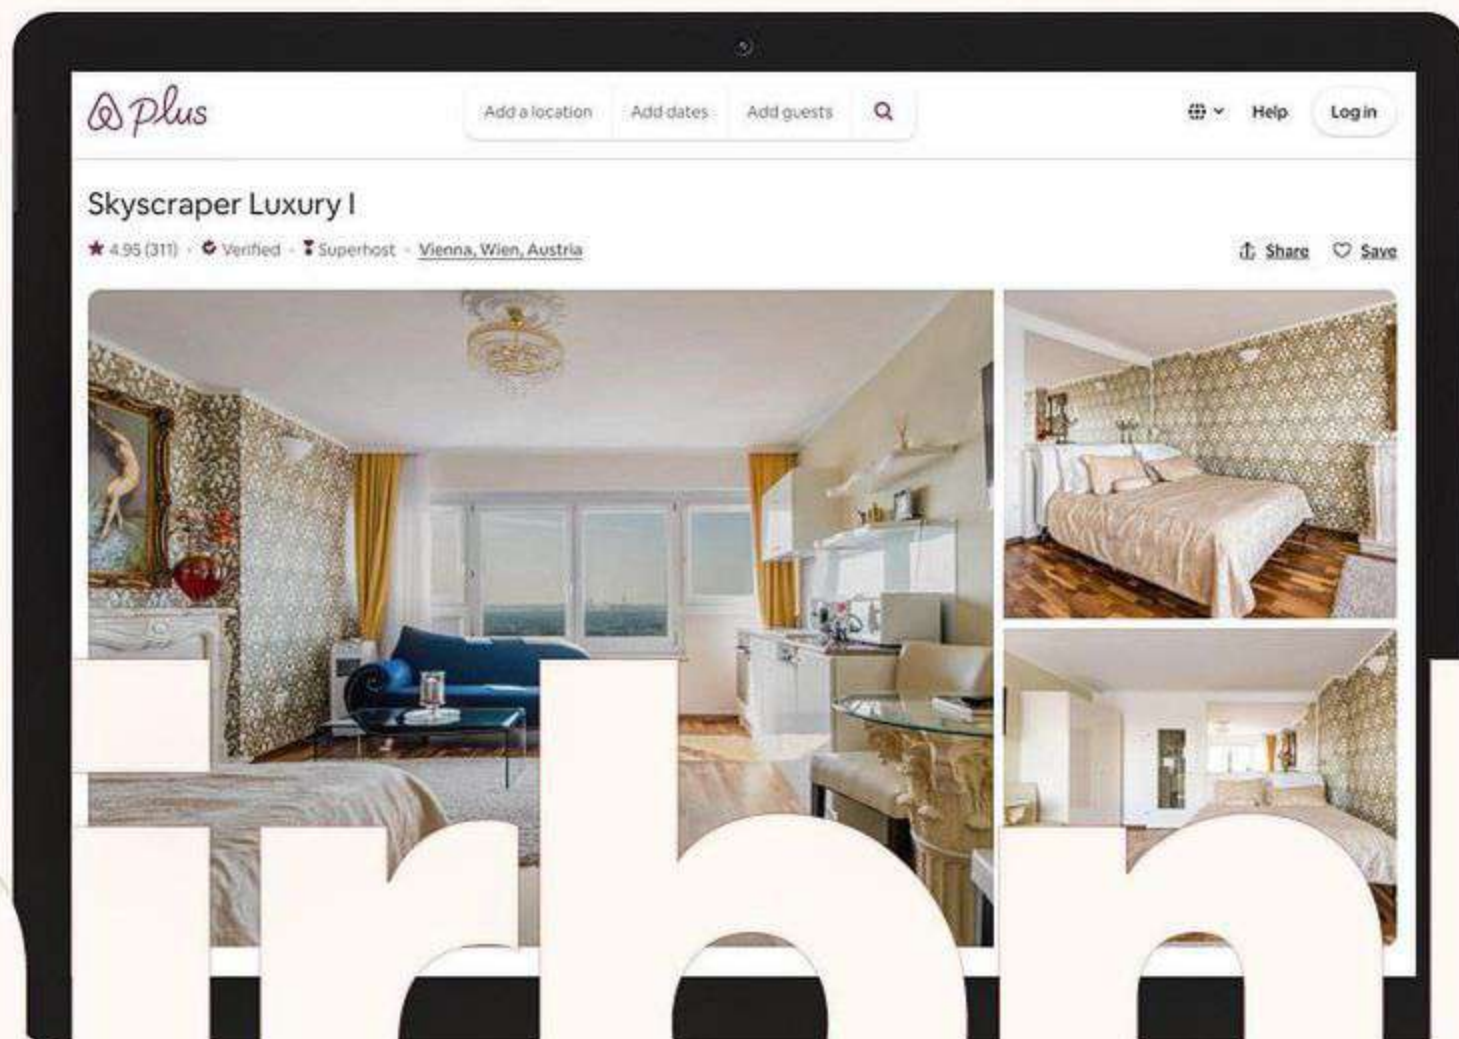 plus
Add a location Add dates Add guests Help Log in
Skyscraper Luxury I
4.95 (311) · Verified · Superhost · Vienna, Wien, Austria Share Save
airbnb